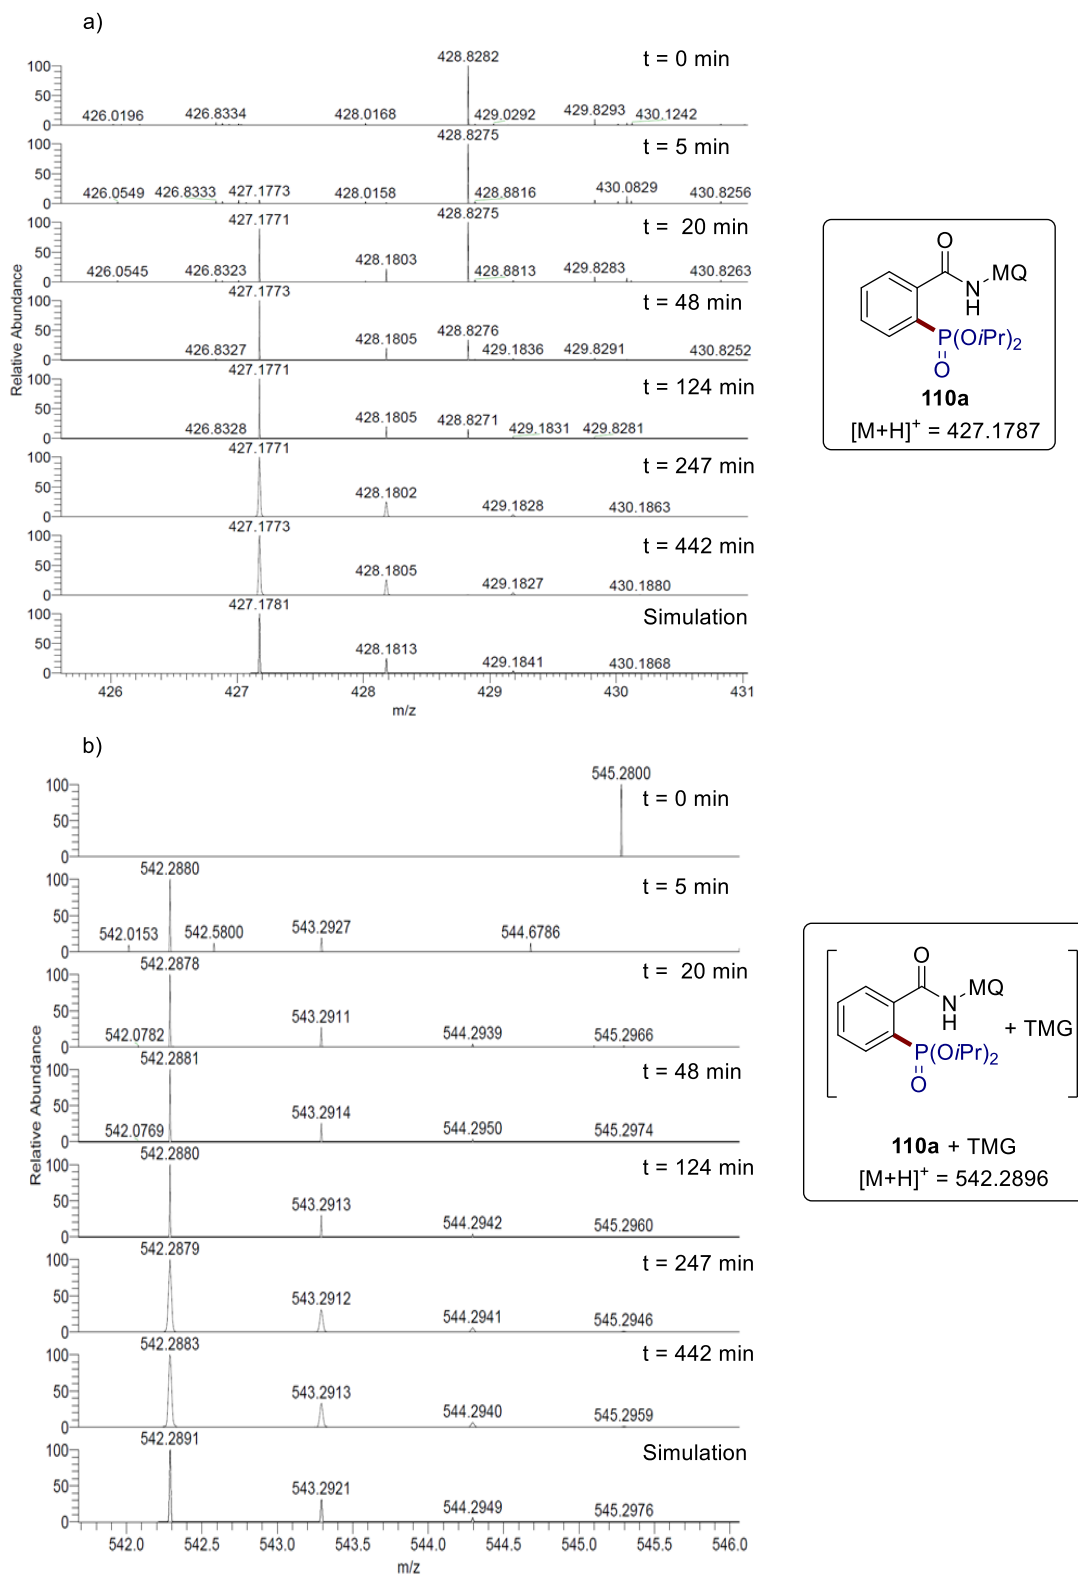 a)
Relative Abundance
t = 0 min
428.8282
100
50
0
426.0196 426.8334 428.0168 429.0292 429.8293 430.1242
t = 5 min
428.8275
100
50
0
426.0549 426.8333 427.1773 428.0158 428.8816 430.0829 430.8256
t = 20 min
427.1771 428.8275
100
50
0
426.0545 426.8323 428.1803 428.8813 429.8283 430.8263
t = 48 min
427.1773
100
50
0
426.8327 428.1805 428.8276 429.1836 429.8291 430.8252
t = 124 min
427.1771
100
50
0
426.8328 428.1805 428.8271 429.1831 429.8281
t = 247 min
427.1771
100
50
0
428.1802 429.1828 430.1863
t = 442 min
427.1773
100
50
0
428.1805 429.1827 430.1880
Simulation
427.1781
100
50
0
428.1813 429.1841 430.1868
426 427 428 429 430 431
m/z
O
N
H
MQ
P(OiPr)2
O
110a
[M+H]+ = 427.1787
b)
Relative Abundance
t = 0 min
545.2800
100
50
0
t = 5 min
542.2880
100
50
0
542.0153 542.5800 543.2927 544.6786
t = 20 min
542.2878
100
50
0
542.0782 543.2911 544.2939 545.2966
t = 48 min
542.2881
100
50
0
542.0769 543.2914 544.2950 545.2974
t = 124 min
542.2880
100
50
0
543.2913 544.2942 545.2960
t = 247 min
542.2879
100
50
0
543.2912 544.2941 545.2946
t = 442 min
542.2883
100
50
0
543.2913 544.2940 545.2959
Simulation
542.2891
100
50
0
543.2921 544.2949 545.2976
542.0 542.5 543.0 543.5 544.0 544.5 545.0 545.5 546.0
m/z
O
N
H
MQ
+ TMG
P(OiPr)2
O
110a + TMG
[M+H]+ = 542.2896